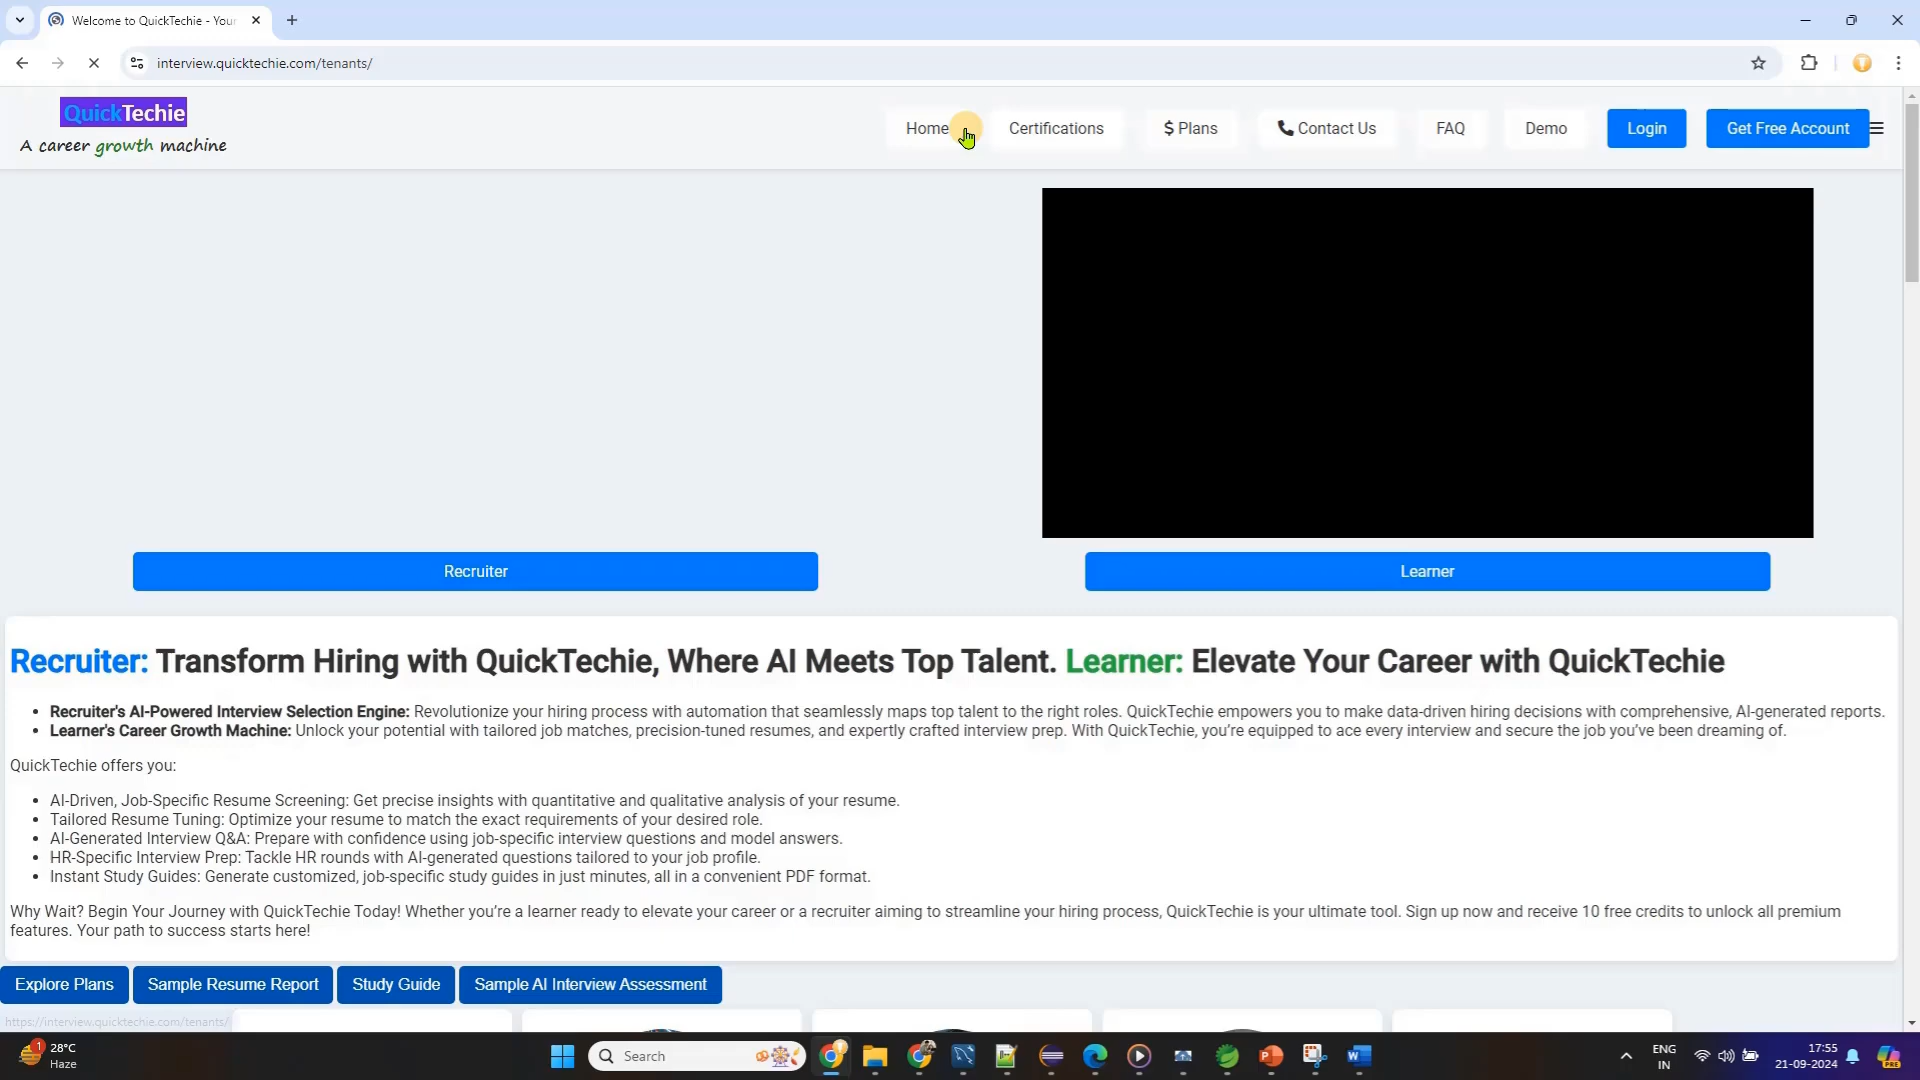 Welcome to QuickTechie - Your
interview.quicktechie.com/tenants/
QuickTechie
A career growth machine
Home
Certifications
$ Plans
Contact Us
FAQ
Demo
Login
Get Free Account
Recruiter
Learner
Recruiter: Transform Hiring with QuickTechie, Where AI Meets Top Talent. Learner: Elevate Your Career with QuickTechie
• Recruiter's AI-Powered Interview Selection Engine: Revolutionize your hiring process with automation that seamlessly maps top talent to the right roles. QuickTechie empowers you to make data-driven hiring decisions with comprehensive, AI-generated reports.
• Learner's Career Growth Machine: Unlock your potential with tailored job matches, precision-tuned resumes, and expertly crafted interview prep. With QuickTechie, you’re equipped to ace every interview and secure the job you’ve been dreaming of.
QuickTechie offers you:
• AI-Driven, Job-Specific Resume Screening: Get precise insights with quantitative and qualitative analysis of your resume.
• Tailored Resume Tuning: Optimize your resume to match the exact requirements of your desired role.
• AI-Generated Interview Q&A: Prepare with confidence using job-specific interview questions and model answers.
• HR-Specific Interview Prep: Tackle HR rounds with AI-generated questions tailored to your job profile.
• Instant Study Guides: Generate customized, job-specific study guides in just minutes, all in a convenient PDF format.
Why Wait? Begin Your Journey with QuickTechie Today! Whether you’re a learner ready to elevate your career or a recruiter aiming to streamline your hiring process, QuickTechie is your ultimate tool. Sign up now and receive 10 free credits to unlock all premium
features. Your path to success starts here!
Explore Plans
Sample Resume Report
Study Guide
Sample AI Interview Assessment
https://interview.quicktechie.com/tenants/
1
28°C
Haze
Search
ENG
IN
17:55
21-09-2024
PRE